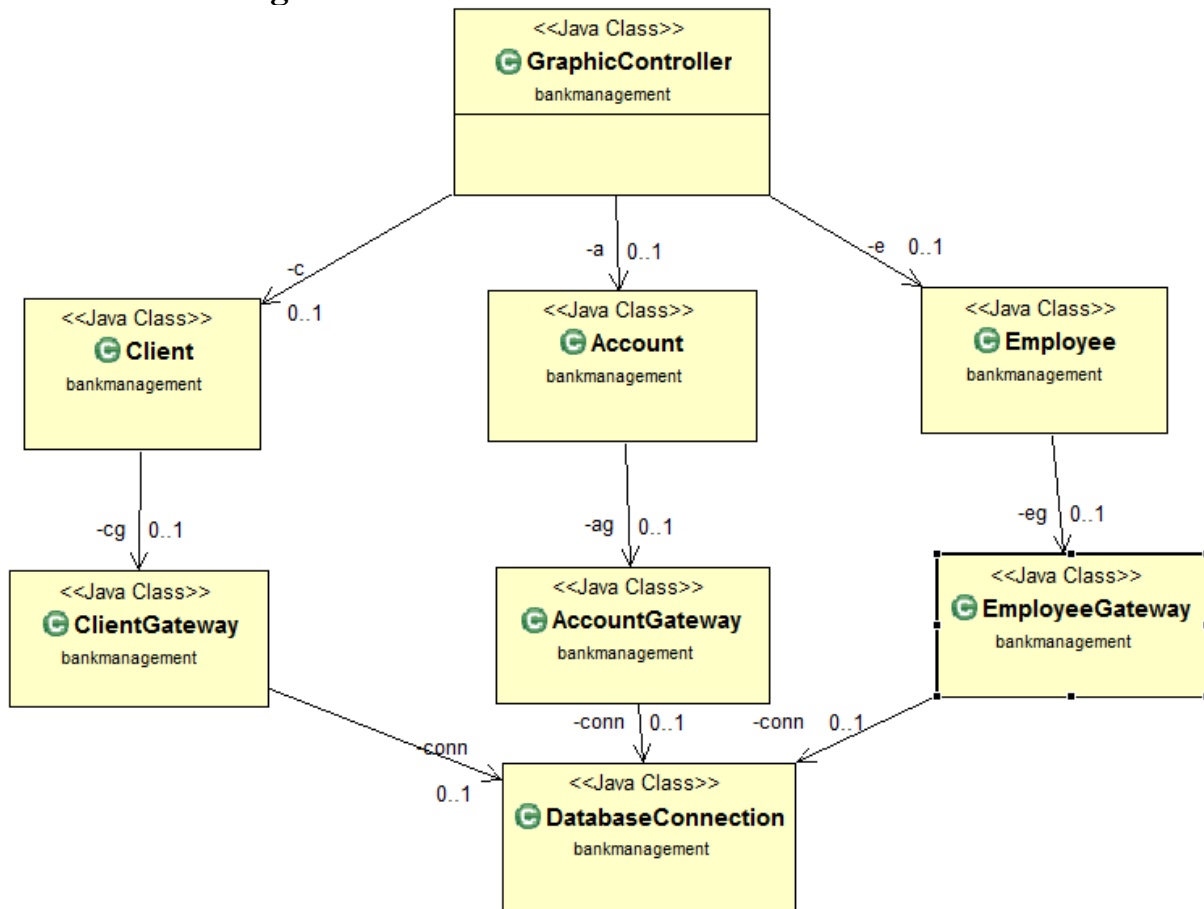 g
<<Java Class>>
C GraphicController
bankmanagement
-c
0..1
-a 0..1
-e 0..1
<<Java Class>>
C Client
bankmanagement
<<Java Class>>
C Account
bankmanagement
<<Java Class>>
C Employee
bankmanagement
-cg 0..1
-ag 0..1
-eg 0..1
<<Java Class>>
C ClientGateway
bankmanagement
<<Java Class>>
C AccountGateway
bankmanagement
<<Java Class>>
C EmployeeGateway
bankmanagement
-conn
0..1
-conn 0..1
-conn 0..1
<<Java Class>>
C DatabaseConnection
bankmanagement